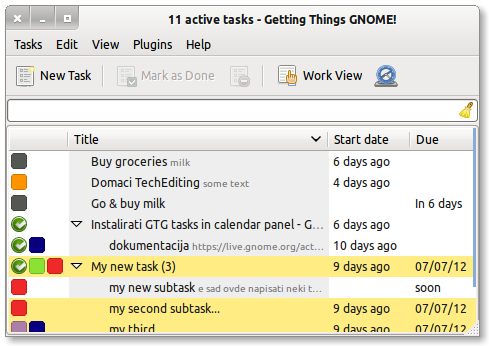 11 active tasks - Getting Things GNOME!
Tasks Edit View Plugins Help
New Task Mark as Done Work View
Title Start date Due
Buy groceries milk 6 days ago
Domaci TechEditing some text 4 days ago
Go & buy milk In 6 days
Instalirati GTG tasks in calendar panel - G... 6 days ago
dokumentacija https://live.gnome.org/act... 10 days ago
My new task (3) 9 days ago 07/07/12
my new subtask e sad ovde napisati neki t... soon
my second subtask... 9 days ago 07/07/12
my third 9 days ago 07/07/12